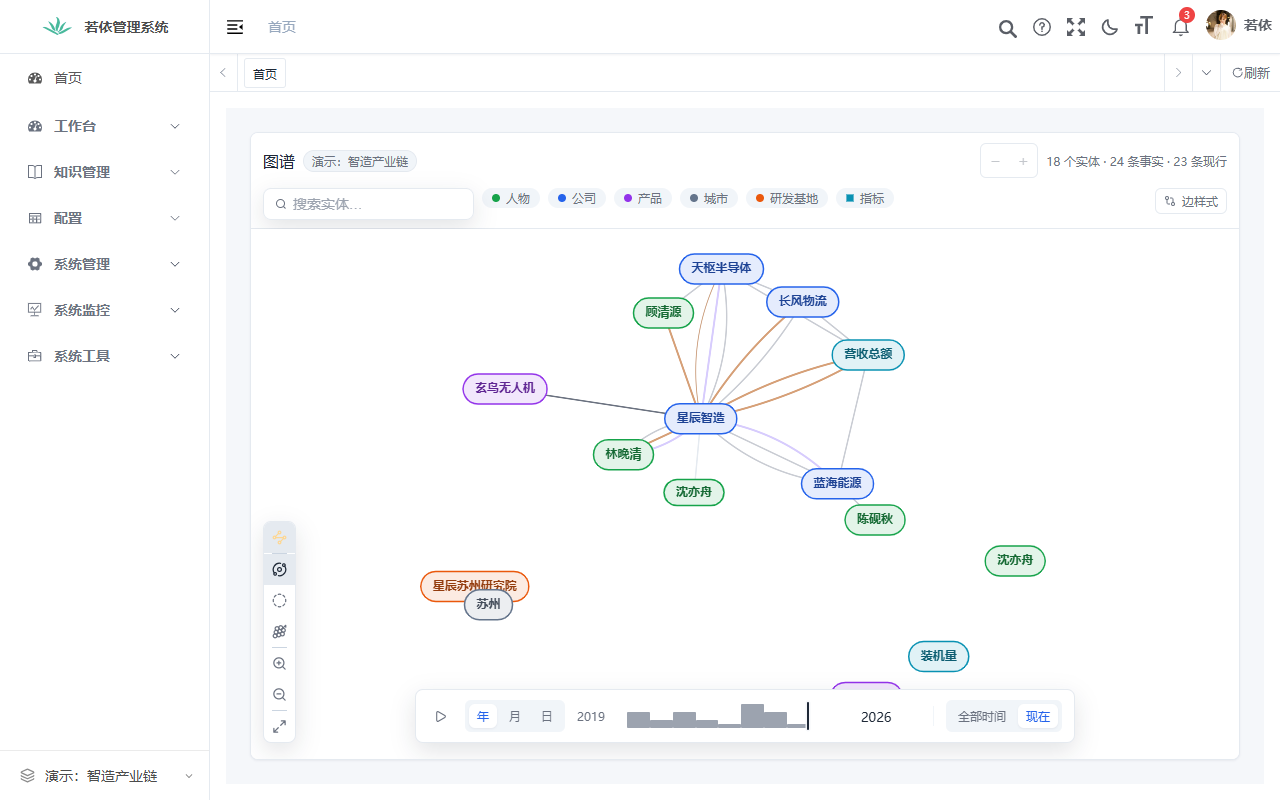 若依管理系统
首页
3
若依
首页
刷新
首页
工作台
知识管理
配置
系统管理
系统监控
系统工具
演示：智造产业链
图谱
演示：智造产业链
18 个实体 · 24 条事实 · 23 条现行
搜索实体...
人物
公司
产品
城市
研发基地
指标
边样式
天枢半导体
长风物流
顾清源
营收总额
玄鸟无人机
星辰智造
林晚清
沈亦舟
蓝海能源
陈砚秋
沈亦舟
星辰苏州研究院
苏州
装机量
年
月
日
2019
2026
全部时间
现在